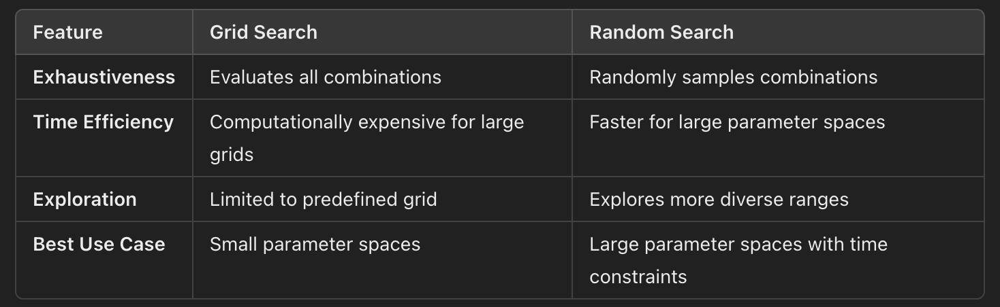 Feature Grid Search Random Search
Exhaustiveness Evaluates all combinations Randomly samples combinations
Time Efficiency Computationally expensive for large Faster for large parameter spaces
grids
Exploration Limited to predefined grid Explores more diverse ranges
Best Use Case Small parameter spaces Large parameter spaces with time
constraints